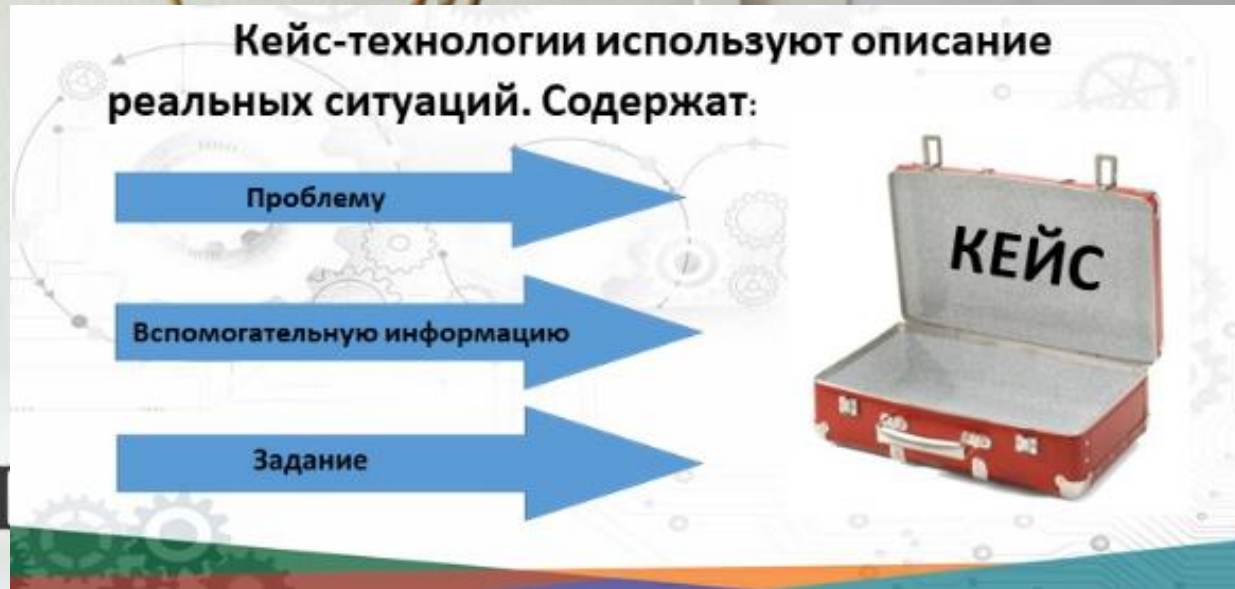 Кейс-технологии используют описание
реальных ситуаций. Содержат:
Проблему
КЕЙС
Вспомогательную информацию
Задание